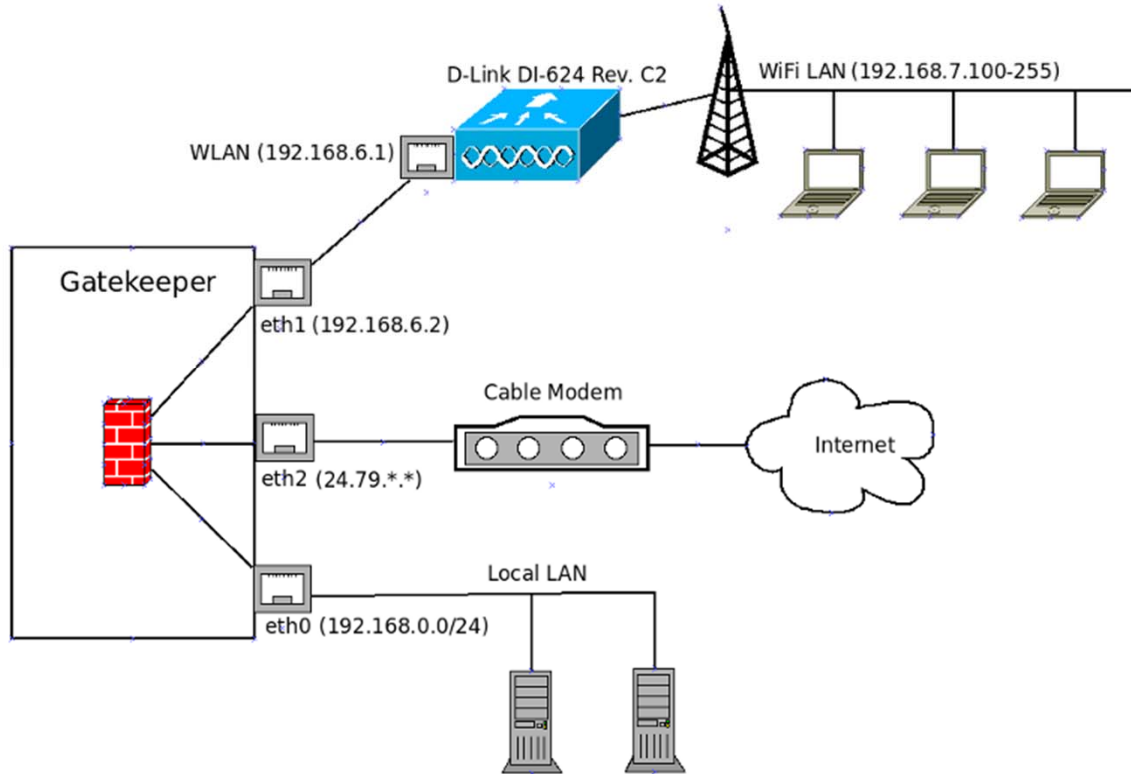 D-Link DI-624 Rev. C2
WiFi LAN (192.168.7.100-255)
WLAN (192.168.6.1)
Gatekeeper
eth1 (192.168.6.2)
Cable Modem
Internet
eth2 (24.79.*.*)
Local LAN
eth0 (192.168.0.0/24)